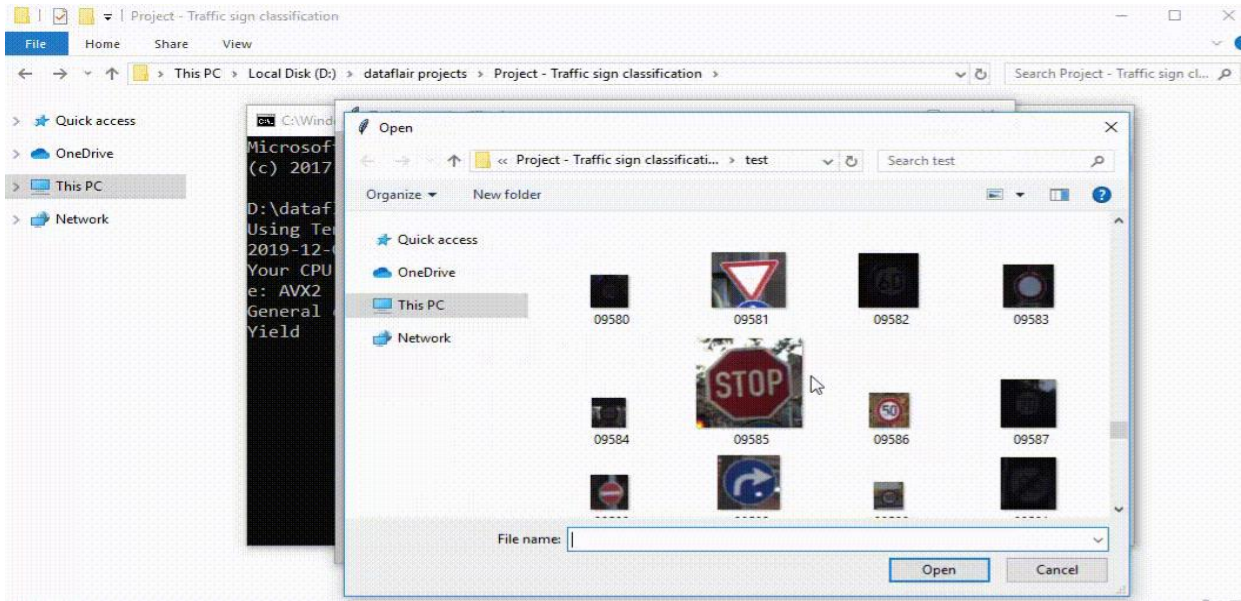 Project - Traffic sign classification
File Home Share View
This PC > Local Disk (D:) > dataflair projects > Project - Traffic sign classification >
Search Project - Traffic sign cl...
Quick access
OneDrive
This PC
Network
C:\Wind
Microsof
(c) 2017
D:\dataf
Using Te
2019-12-
Your CPU
e: AVX2
General
Yield
Open
« Project - Traffic sign classificati... > test
Search test
Organize New folder
Quick access
OneDrive
This PC
Network
09580 09581 09582 09583
STOP
50
09584 09585 09586 09587
File name:
Open Cancel